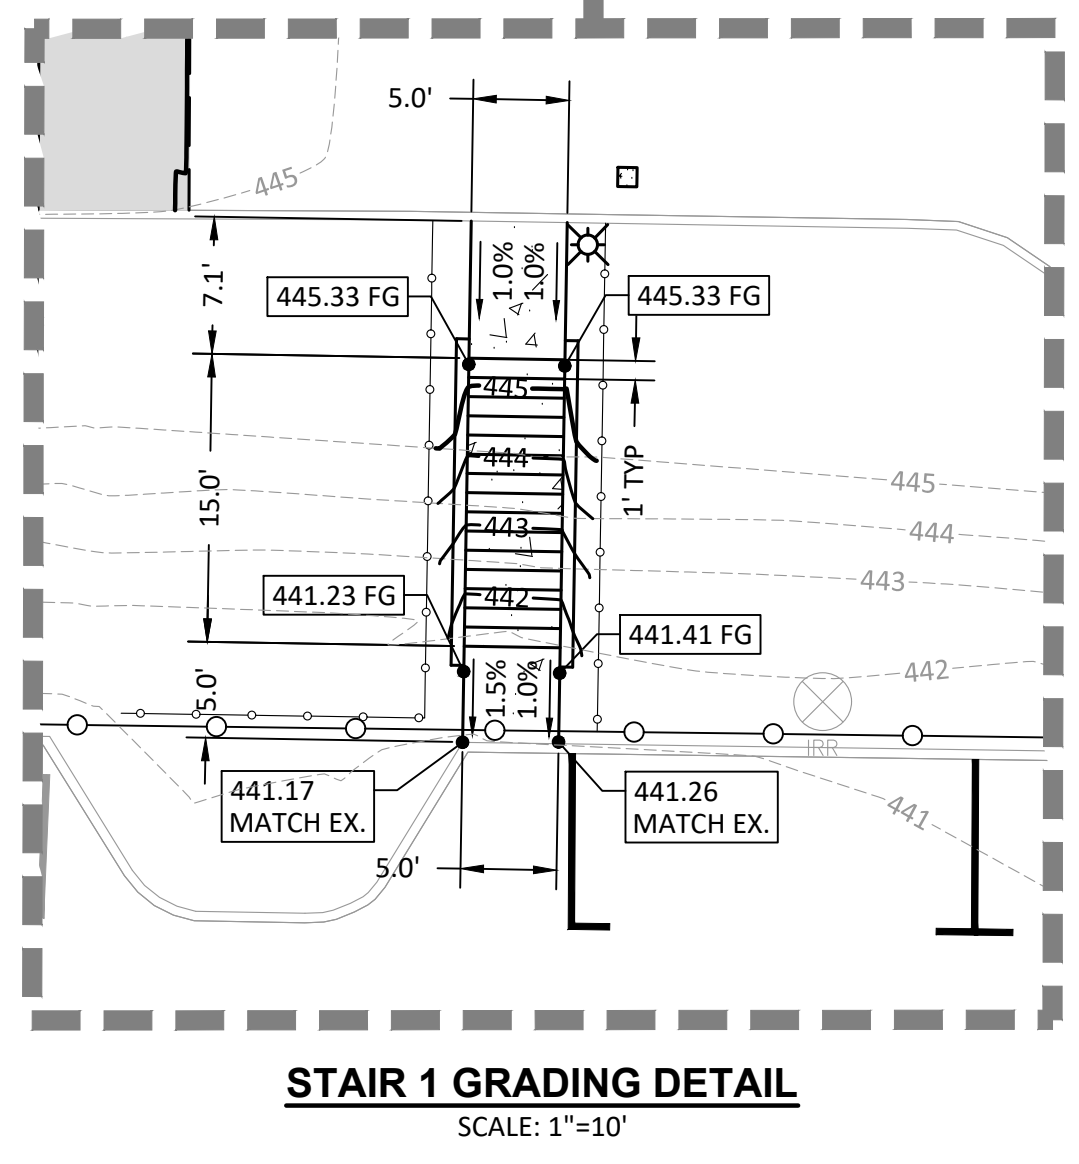 5.0'
445
7.1'
1.0%
1.0%
445.33 FG
445.33 FG
445
444
15.0'
1' TYP
445
444
443
443
441.23 FG
442
441.41 FG
442
5.0'
1.5%
1.0%
IRR
441.17
MATCH EX.
441.26
MATCH EX.
441
5.0'
STAIR 1 GRADING DETAIL
SCALE: 1"=10'